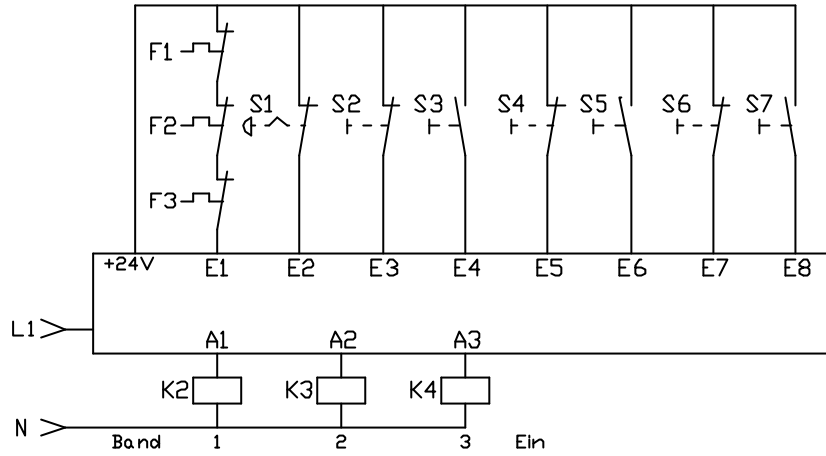 F1
F2 S1 S2 S3 S4 S5 S6 S7
F3
+24V E1 E2 E3 E4 E5 E6 E7 E8
L1
A1 A2 A3
K2 K3 K4
N
Band 1 2 3 Ein